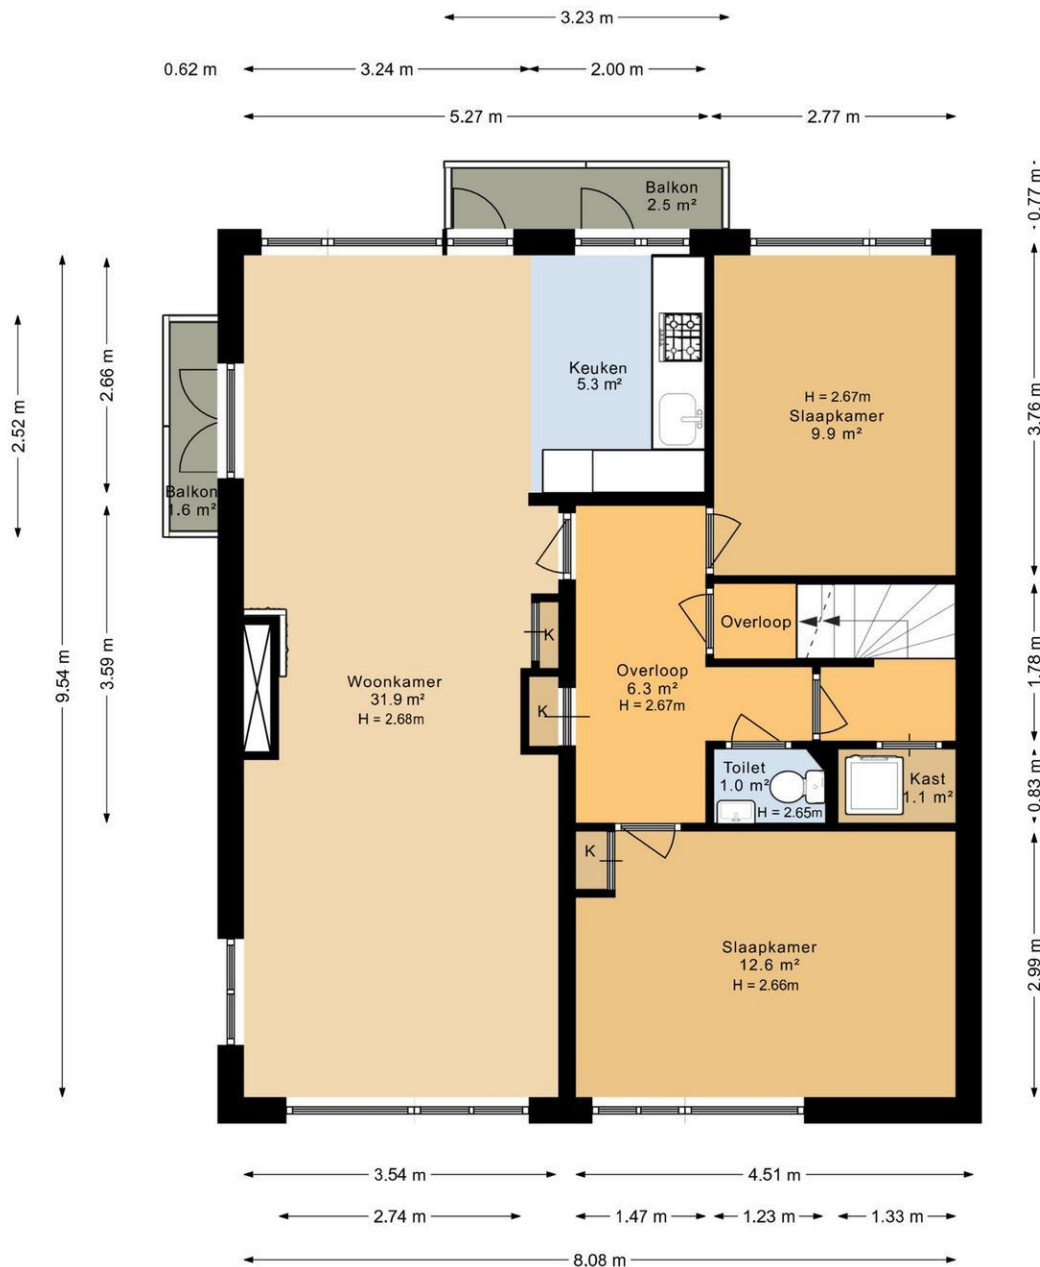 3.23 m
0.62 m
3.24 m
2.00 m
5.27 m
2.77 m
0.77 m
Balkon
2.5 m²
2.52 m
2.66 m
Keuken
5.3 m²
H = 2.67m
Slaapkamer
9.9 m²
3.76 m
Balkon
1.6 m²
9.54 m
3.59 m
K
K
Woonkamer
31.9 m²
H = 2.68m
Overloop
Overloop
6.3 m²
H = 2.67m
1.78 m
Toilet
1.0 m²
H = 2.65m
Kast
1.1 m²
0.83 m
K
Slaapkamer
12.6 m²
H = 2.66m
2.99 m
3.54 m
4.51 m
2.74 m
1.47 m
1.23 m
1.33 m
8.08 m